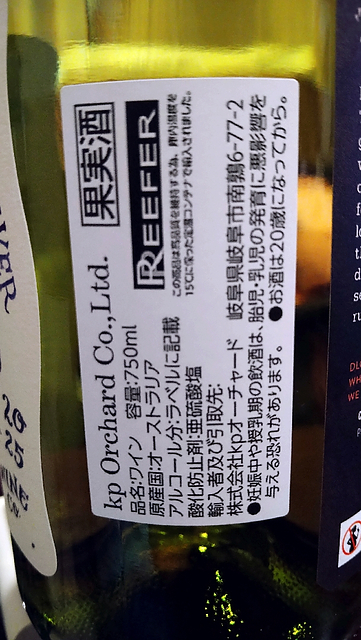 kp Orchard Co.,Ltd.
果実酒
品名:ワイン 容量:750ml
原産国:オーストラリア
アルコール分:ラベルに記載
酸化防止剤:亜硫酸塩
輸入者及び引取先:
株式会社kpオーチャード 岐阜県岐阜市南鶉6-77-2
●妊娠中や授乳期の飲酒は、胎児・乳児の発育に悪影響を
与える恐れがあります。 ●お酒は20歳になってから。
REEFER
この商品は高品質を維持する為、庫内温度を
15℃に保った定温コンテナで輸入されました。
20
25
WINE